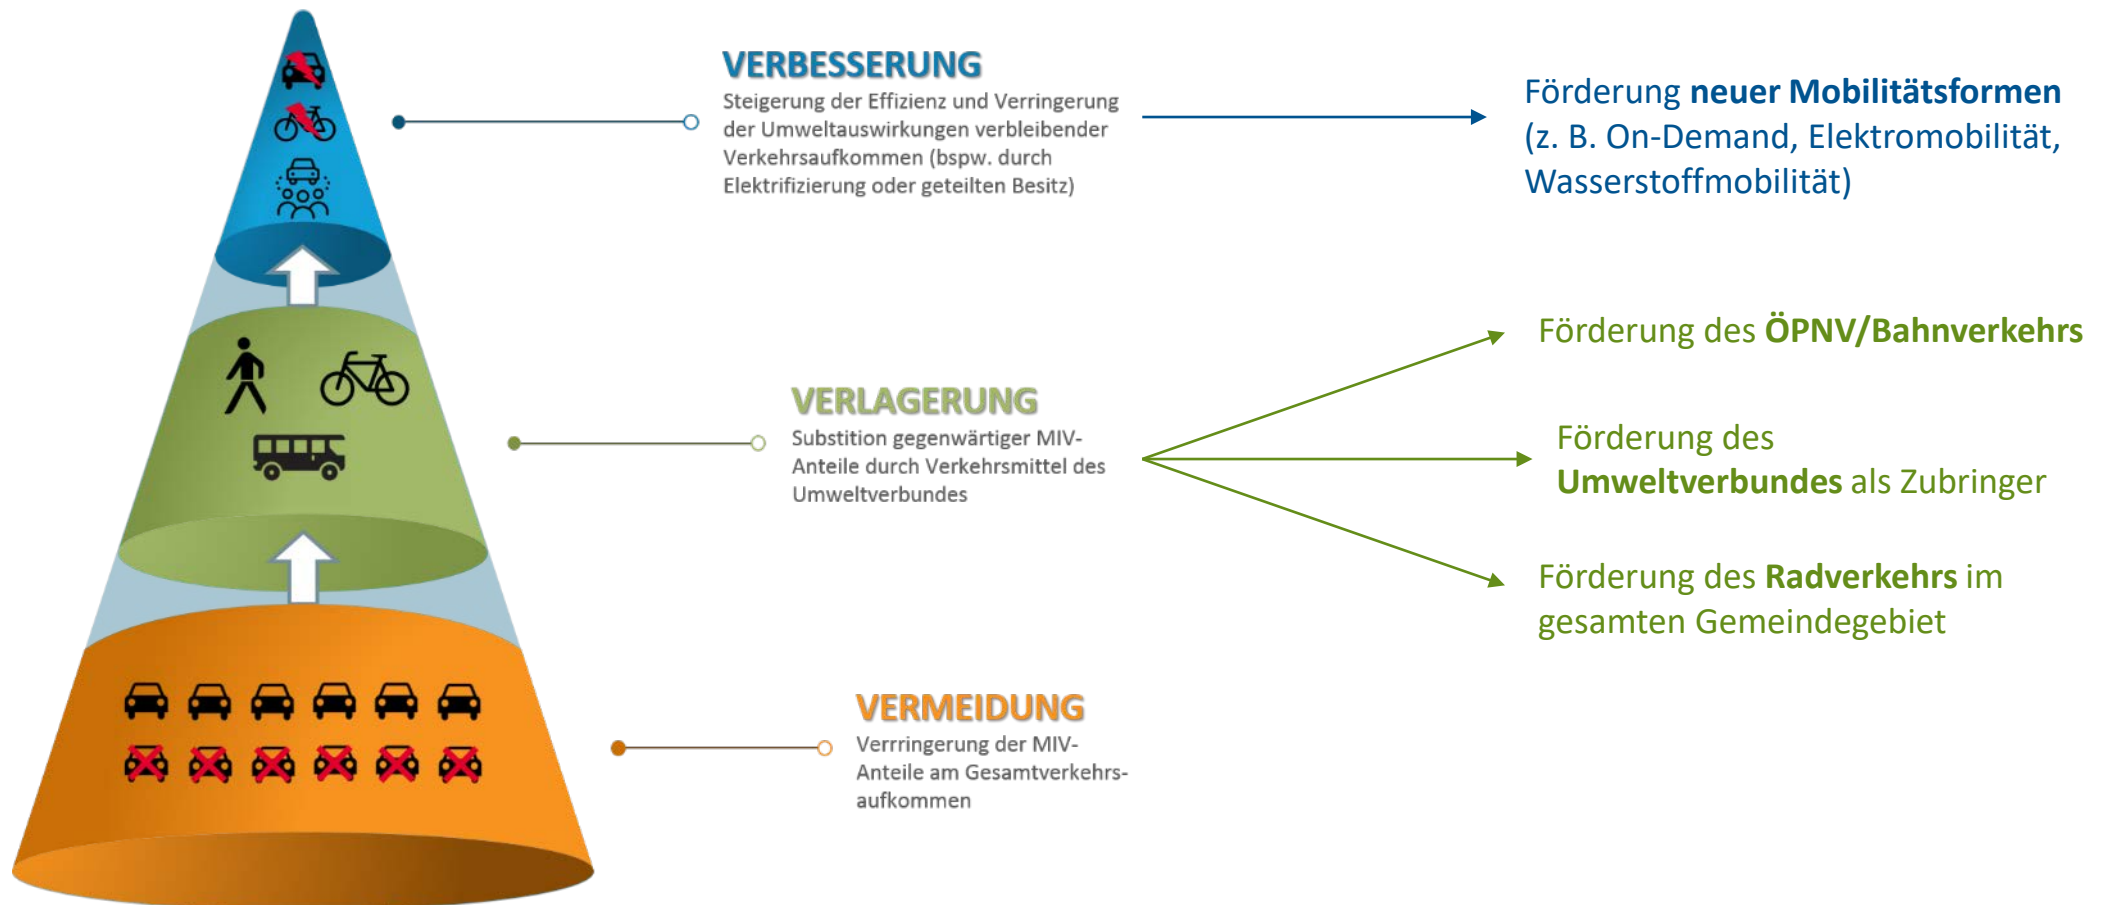 VERBESSERUNG
Steigerung der Effizienz und Verringerung
der Umweltauswirkungen verbleibender
Verkehrsaufkommen (bspw. durch
Elektrifizierung oder geteilten Besitz)
Förderung neuer Mobilitätsformen
(z. B. On-Demand, Elektromobilität,
Wasserstoffmobilität)
VERLAGERUNG
Substition gegenwärtiger MIV-
Anteile durch Verkehrsmittel des
Umweltverbundes
Förderung des ÖPNV/Bahnverkehrs
Förderung des
Umweltverbundes als Zubringer
Förderung des Radverkehrs im
gesamten Gemeindegebiet
VERMEIDUNG
Verrringerung der MIV-
Anteile am Gesamtverkehrs-
aufkommen